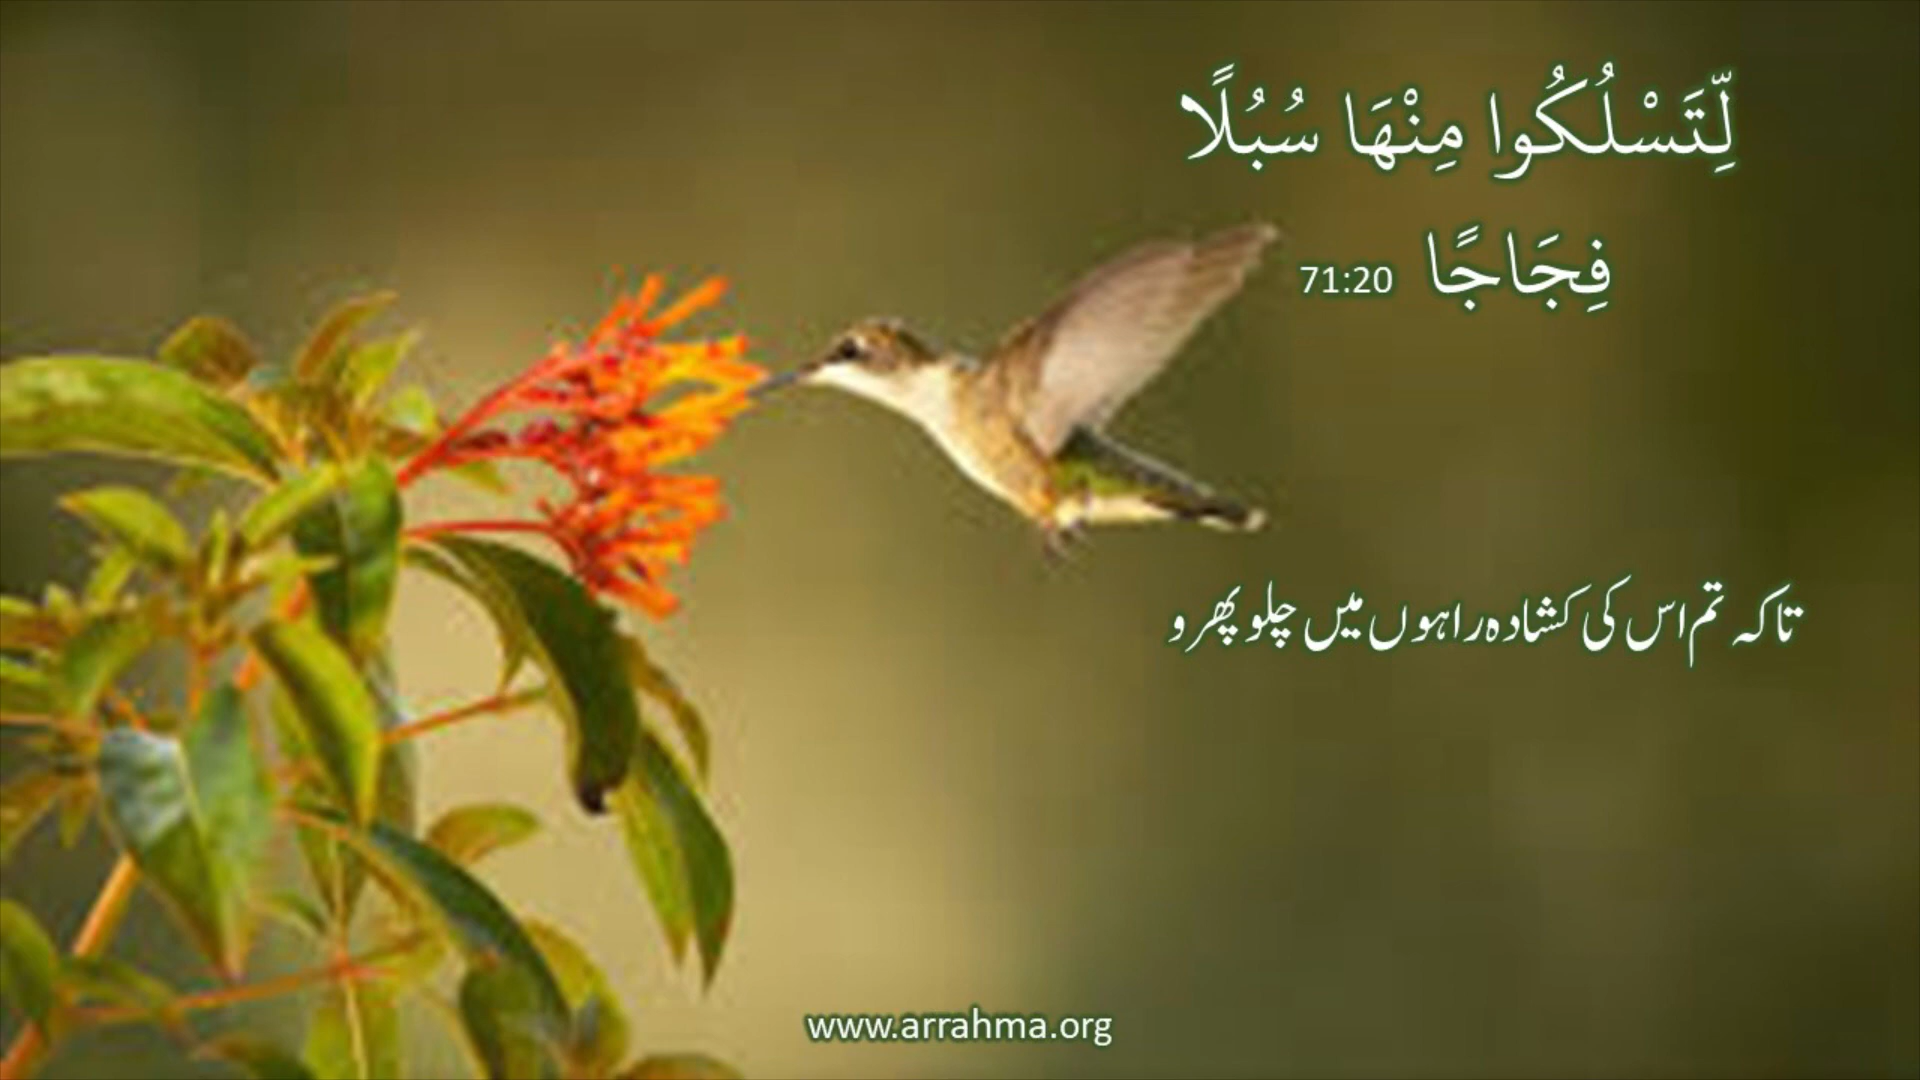 لِّتَسْلُكُوا مِنْهَا سُبُلًا
فِجَاجًا 71:20
تاکہ تم اس کی کشادہ راہوں میں چلو پھرو
www.arrahma.org